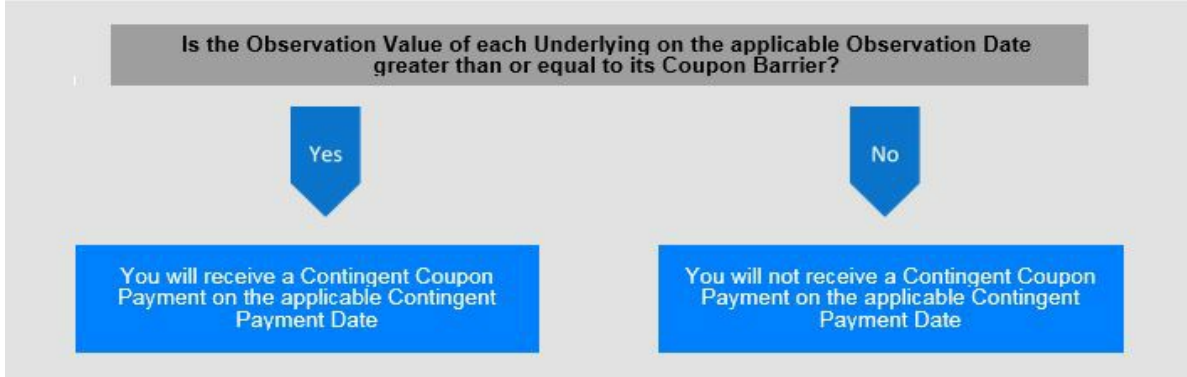 Is the Observation Value of each Underlying on the applicable Observation Date
greater than or equal to its Coupon Barrier?
Yes
No
You will receive a Contingent Coupon
Payment on the applicable Contingent
Payment Date
You will not receive a Contingent Coupon
Payment on the applicable Contingent
Payment Date